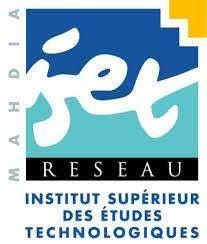 MAHDIA
iset
RESEAU
INSTITUT SUPÉRIEUR
DES ÉTUDES
TECHNOLOGIQUES